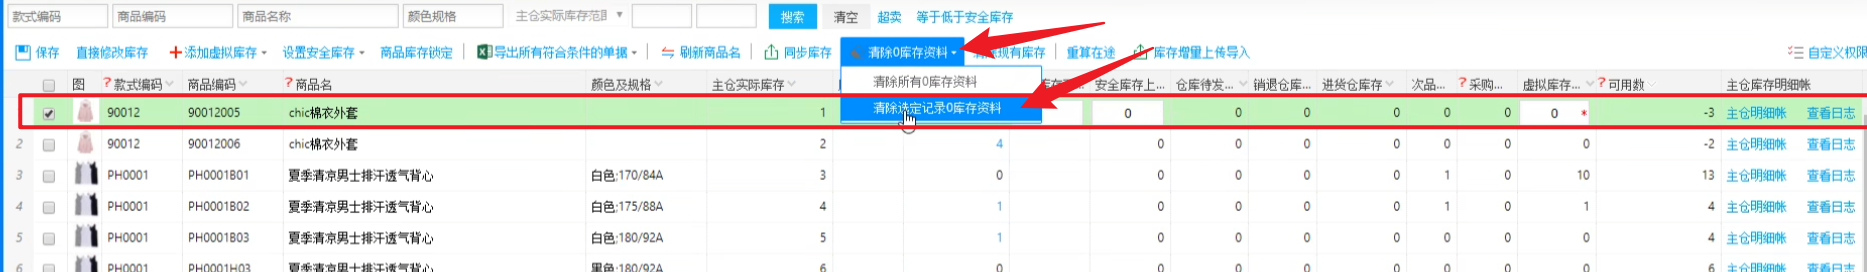 款式编码 商品编码 商品名称 颜色规格 主仓实际库存范围 搜索 清空 超卖 等于低于安全库存
保存 直接修改库存 添加虚拟库存 设置安全库存 商品库存锁定 导出所有符合条件的单据 刷新商品名 同步库存 清除0库存资料 现有库存 重算在途 库存增量上传导入 自定义权限
清除所有0库存资料
清除选定记录0库存资料
图 ?款式编码 商品编码 ?商品名 颜色及规格 主仓实际库存 安全库存上... 仓库待发... 销退仓库... 进货仓库存 次品... ?采购... 虚拟库存... ?可用数 主仓库存明细帐
90012 90012005 chic棉衣外套 1 0 0 0 0 0 0 0 * -3 主仓明细帐 查看日志
2 90012 90012006 chic棉衣外套 2 4 0 0 0 0 0 0 0 -2 主仓明细帐 查看日志
3 PH0001 PH0001B01 夏季清凉男士排汗透气背心 白色;170/84A 3 0 0 0 0 0 1 0 10 13 主仓明细帐 查看日志
4 PH0001 PH0001B02 夏季清凉男士排汗透气背心 白色;175/88A 4 1 0 0 0 0 1 0 1 4 主仓明细帐 查看日志
5 PH0001 PH0001B03 夏季清凉男士排汗透气背心 白色;180/92A 5 1 0 0 0 0 0 0 0 4 主仓明细帐 查看日志
6 PH0001 PH0001H03 夏季清凉男士排汗透气背心 黑色;180/92A 6 0 0 0 0 0 0 0 0 6 主仓明细帐 查看日志